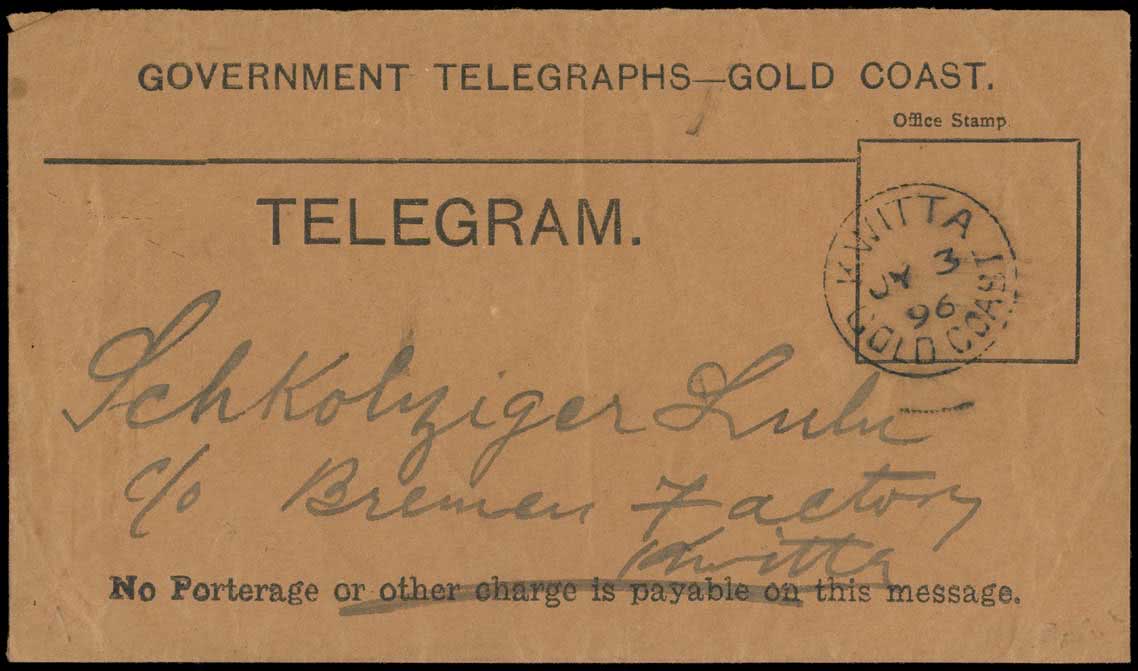 GOVERNMENT TELEGRAPHS—GOLD COAST.
Office Stamp
TELEGRAM.
KWITTA
JY 3
96
GOLD COAST
Schkolziger Lulu
c/o Bremen Factory
Kwitta
No Porterage or other charge is payable on this message.